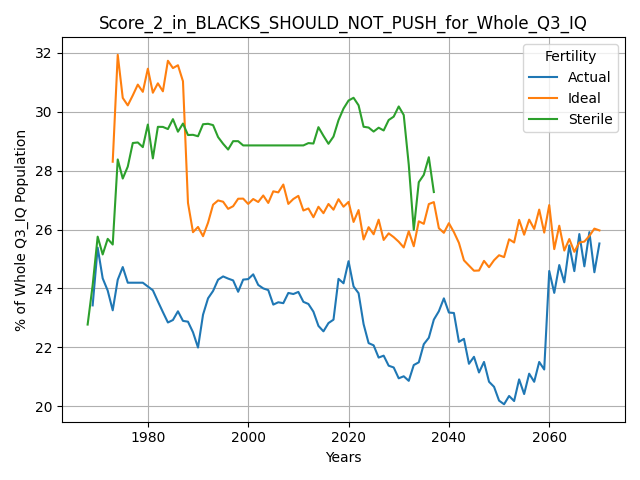 Score_2_in_BLACKS_SHOULD_NOT_PUSH_for_Whole_Q3_IQ
Fertility
Actual
Ideal
Sterile
% of Whole Q3_IQ Population
32
30
28
26
24
22
20
1980
2000
2020
2040
2060
Years